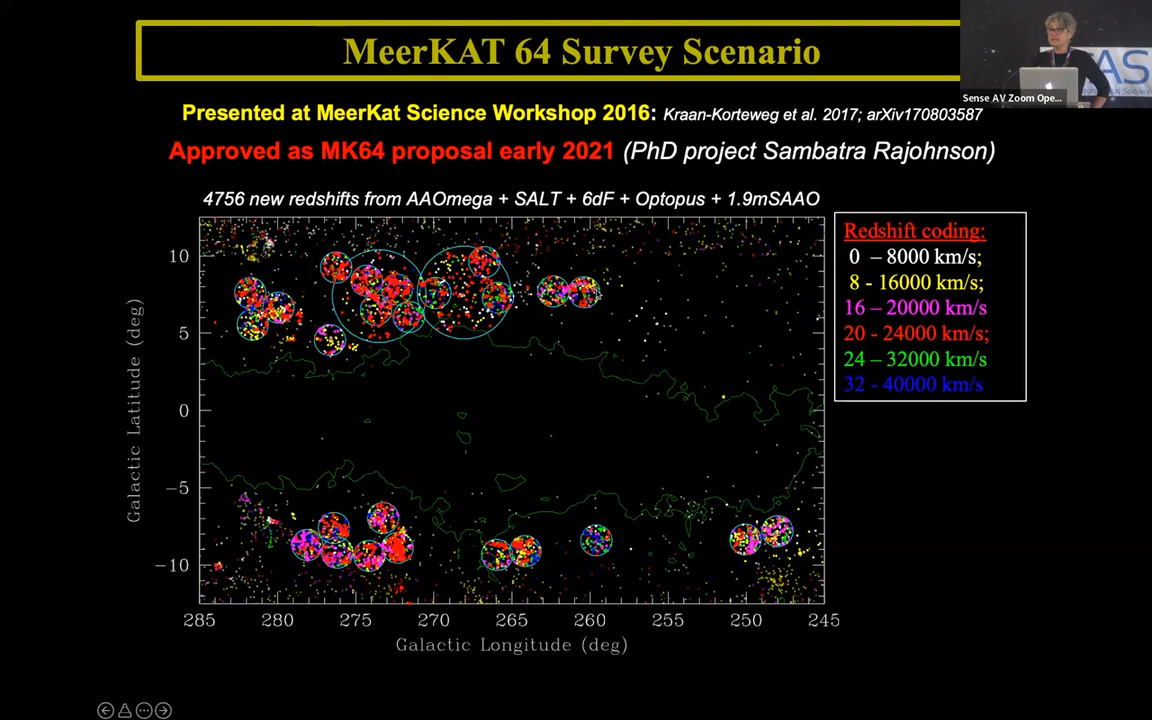 MeerKAT 64 Survey Scenario
Presented at MeerKat Science Workshop 2016: Kraan-Korteweg et al. 2017; arXiv170803587
Approved as MK64 proposal early 2021 (PhD project Sambatra Rajohnson)
4756 new redshifts from AAOmega + SALT + 6dF + Optopus + 1.9mSAAO
Redshift coding:
0 – 8000 km/s;
8 - 16000 km/s;
16 - 20000 km/s
20 - 24000 km/s;
24 – 32000 km/s
32 - 40000 km/s
Galactic Latitude (deg)
10
5
0
−5
−10
285 280 275 270 265 260 255 250 245
Galactic Longitude (deg)
AS
Sense AV Zoom Ope...